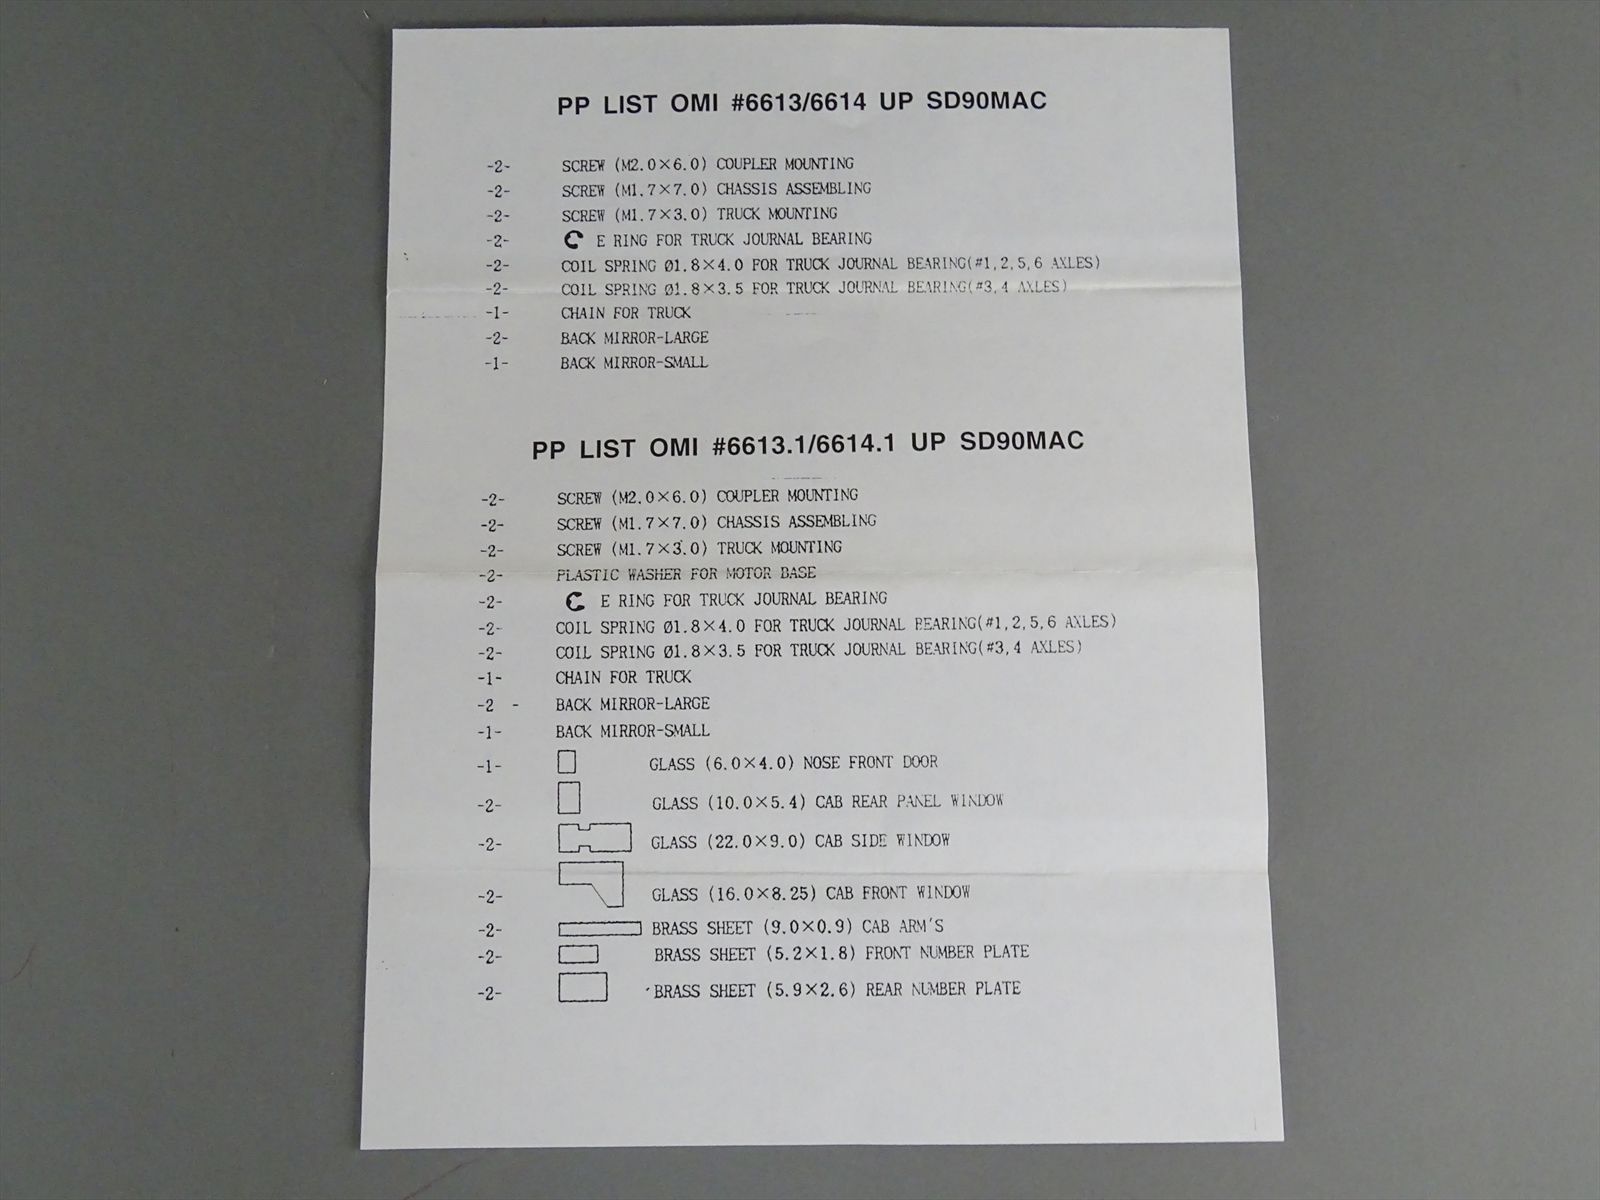 PP LIST OMI #6613/6614 UP SD90MAC
-2- SCREW (M2.0×6.0) COUPLER MOUNTING
-2- SCREW (M1.7×7.0) CHASSIS ASSEMBLING
-2- SCREW (M1.7×3.0) TRUCK MOUNTING
-2- E RING FOR TRUCK JOURNAL BEARING
-2- COIL SPRING Ø1.8×4.0 FOR TRUCK JOURNAL BEARING(#1,2,5,6 AXLES)
-2- COIL SPRING Ø1.8×3.5 FOR TRUCK JOURNAL BEARING(#3,4 AXLES)
-1- CHAIN FOR TRUCK
-2- BACK MIRROR-LARGE
-1- BACK MIRROR-SMALL
PP LIST OMI #6613.1/6614.1 UP SD90MAC
-2- SCREW (M2.0×6.0) COUPLER MOUNTING
-2- SCREW (M1.7×7.0) CHASSIS ASSEMBLING
-2- SCREW (M1.7×3.0) TRUCK MOUNTING
-2- PLASTIC WASHER FOR MOTOR BASE
-2- E RING FOR TRUCK JOURNAL BEARING
-2- COIL SPRING Ø1.8×4.0 FOR TRUCK JOURNAL BEARING(#1,2,5,6 AXLES)
-2- COIL SPRING Ø1.8×3.5 FOR TRUCK JOURNAL BEARING(#3,4 AXLES)
-1- CHAIN FOR TRUCK
-2 - BACK MIRROR-LARGE
-1- BACK MIRROR-SMALL
-1- GLASS (6.0×4.0) NOSE FRONT DOOR
-2- GLASS (10.0×5.4) CAB REAR PANEL WINDOW
-2- GLASS (22.0×9.0) CAB SIDE WINDOW
-2- GLASS (16.0×8.25) CAB FRONT WINDOW
-2- BRASS SHEET (9.0×0.9) CAB ARM'S
-2- BRASS SHEET (5.2×1.8) FRONT NUMBER PLATE
-2- BRASS SHEET (5.9×2.6) REAR NUMBER PLATE